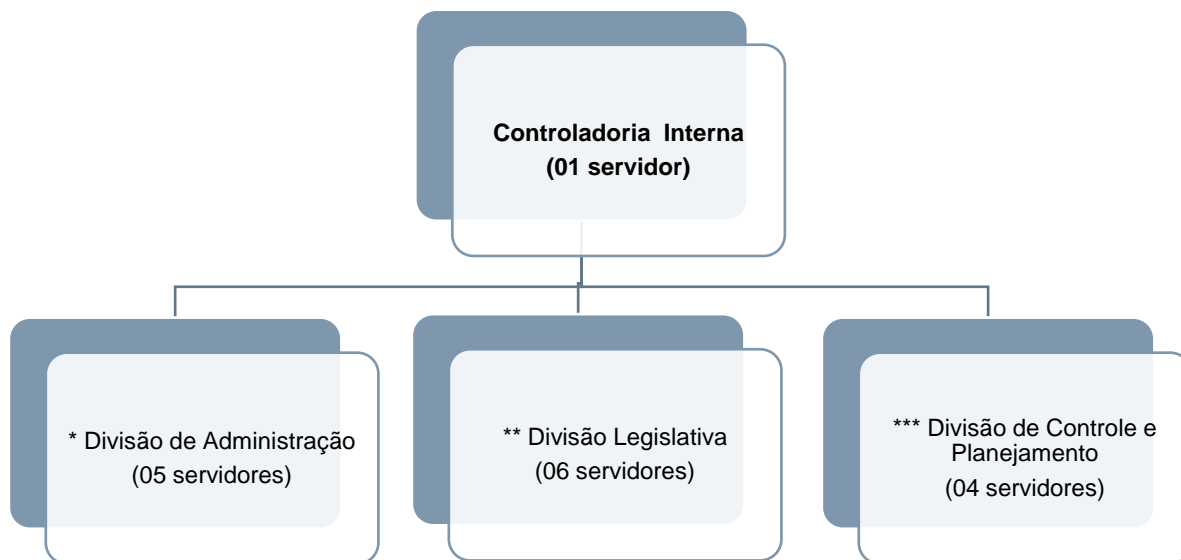 Controladoria Interna
(01 servidor)
* Divisão de Administração
(05 servidores)
** Divisão Legislativa
(06 servidores)
*** Divisão de Controle e
Planejamento
(04 servidores)